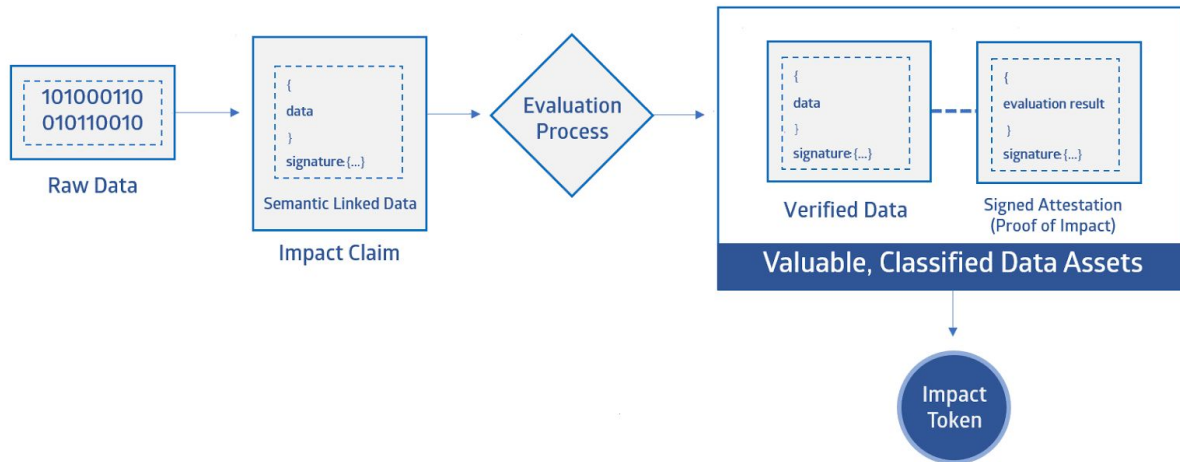 101000110
010110010
Raw Data
{
data
}
signature:{...}
Semantic Linked Data
Impact Claim
Evaluation
Process
{
data
}
signature:{...}
Verified Data
{
evaluation result
}
signature:{...}
Signed Attestation
(Proof of Impact)
Valuable, Classified Data Assets
Impact
Token